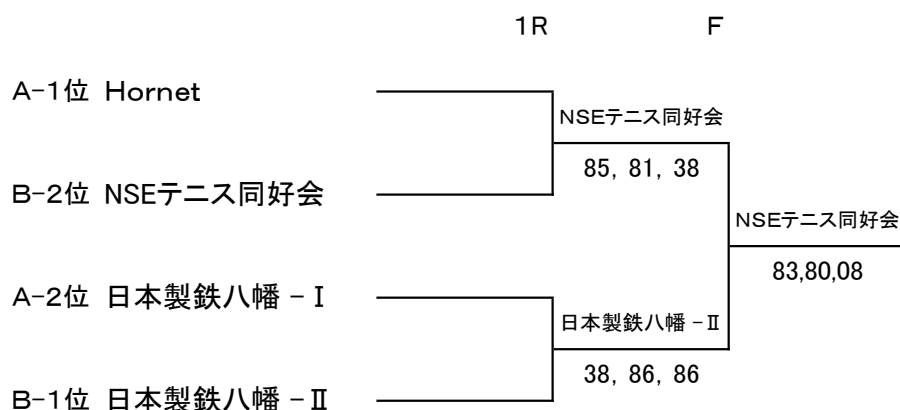 1R F
A-1位 Hornet
NSEテニス同好会
85, 81, 38
B-2位 NSEテニス同好会
NSEテニス同好会
83,80,08
A-2位 日本製鉄八幡 - I
日本製鉄八幡 - Ⅱ
38, 86, 86
B-1位 日本製鉄八幡 - Ⅱ